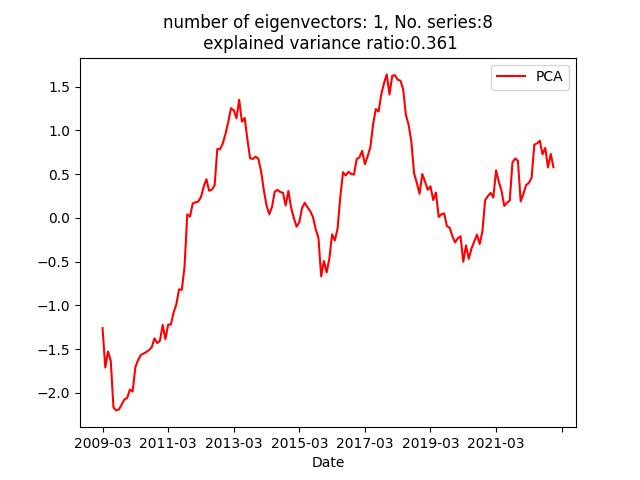 number of eigenvectors: 1, No. series:8
explained variance ratio:0.361
PCA
1.5
1.0
0.5
0.0
−0.5
−1.0
−1.5
−2.0
2009-03 2011-03 2013-03 2015-03 2017-03 2019-03 2021-03
Date